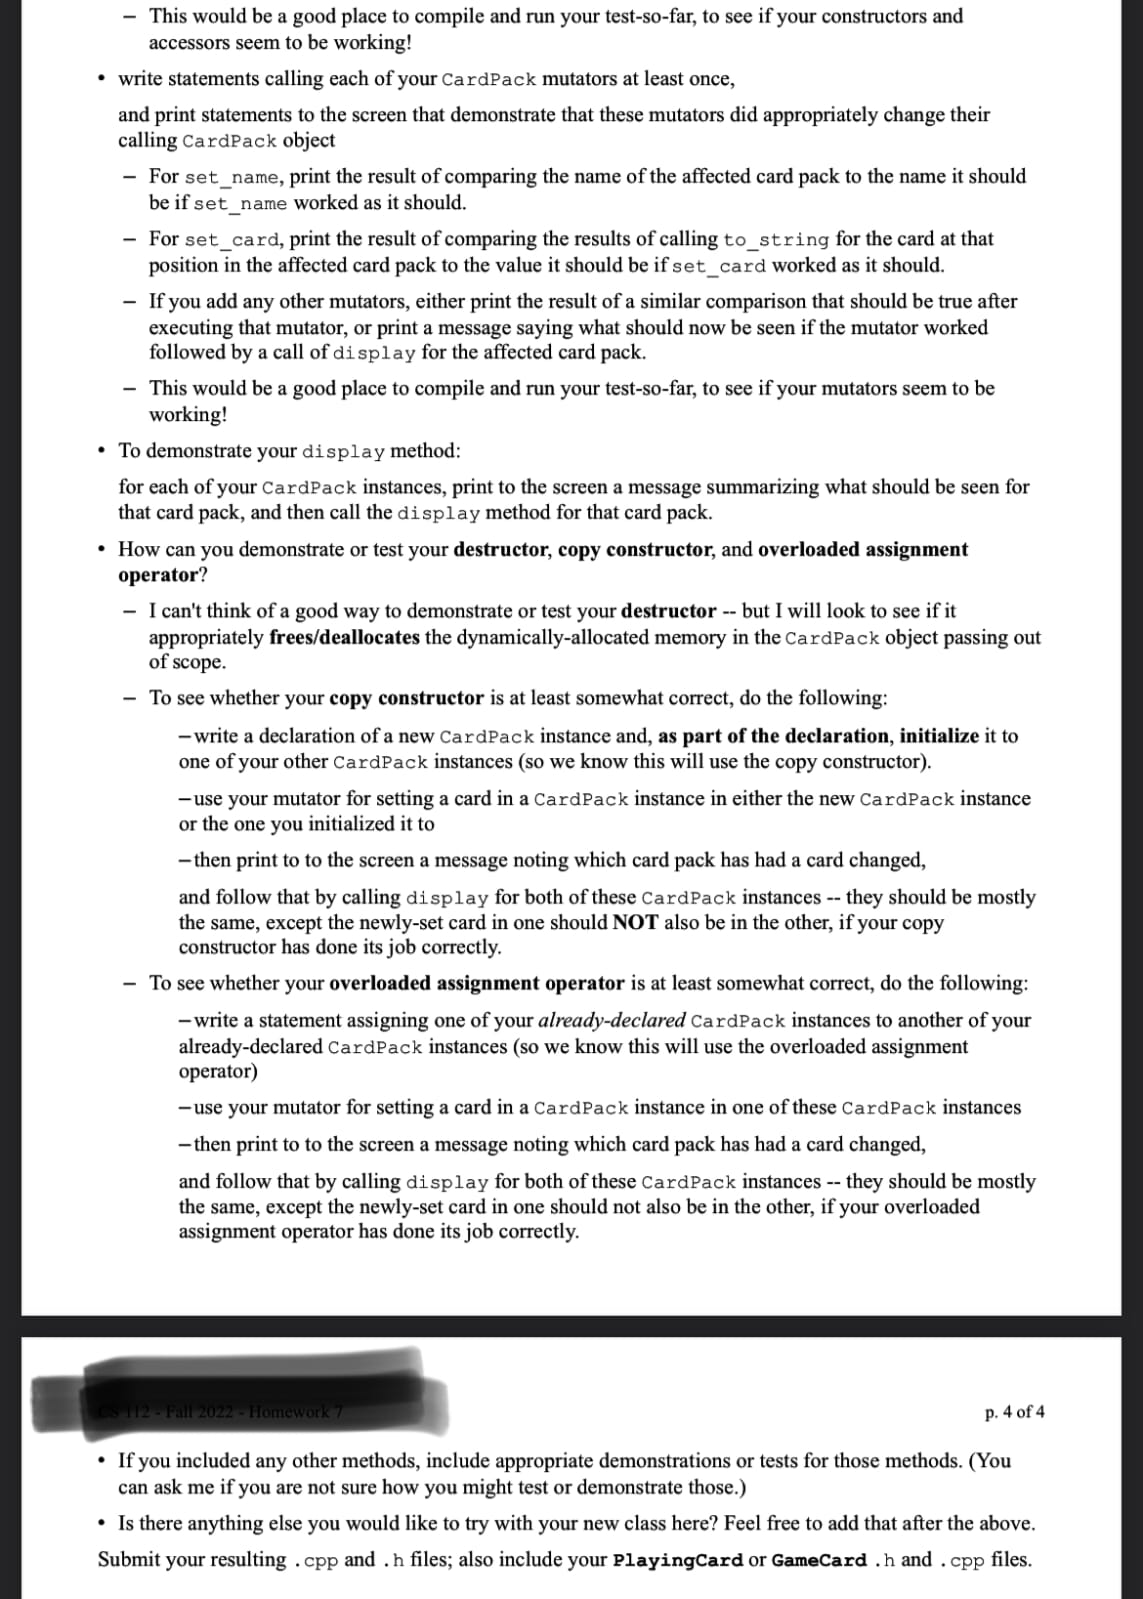 – This would be a good place to compile and run your test-so-far, to see if your constructors and
accessors seem to be working!
• write statements calling each of your CardPack mutators at least once,
and print statements to the screen that demonstrate that these mutators did appropriately change their
calling CardPack object
– For set_name, print the result of comparing the name of the affected card pack to the name it should
be if set_name worked as it should.
– For set_card, print the result of comparing the results of calling to_string for the card at that
position in the affected card pack to the value it should be if set_card worked as it should.
– If you add any other mutators, either print the result of a similar comparison that should be true after
executing that mutator, or print a message saying what should now be seen if the mutator worked
followed by a call of display for the affected card pack.
– This would be a good place to compile and run your test-so-far, to see if your mutators seem to be
working!
• To demonstrate your display method:
for each of your CardPack instances, print to the screen a message summarizing what should be seen for
that card pack, and then call the display method for that card pack.
• How can you demonstrate or test your destructor, copy constructor, and overloaded assignment
operator?
– I can't think of a good way to demonstrate or test your destructor -- but I will look to see if it
appropriately frees/deallocates the dynamically-allocated memory in the CardPack object passing out
of scope.
– To see whether your copy constructor is at least somewhat correct, do the following:
– write a declaration of a new CardPack instance and, as part of the declaration, initialize it to
one of your other CardPack instances (so we know this will use the copy constructor).
– use your mutator for setting a card in a CardPack instance in either the new CardPack instance
or the one you initialized it to
– then print to to the screen a message noting which card pack has had a card changed,
and follow that by calling display for both of these CardPack instances -- they should be mostly
the same, except the newly-set card in one should NOT also be in the other, if your copy
constructor has done its job correctly.
– To see whether your overloaded assignment operator is at least somewhat correct, do the following:
– write a statement assigning one of your already-declared CardPack instances to another of your
already-declared CardPack instances (so we know this will use the overloaded assignment
operator)
– use your mutator for setting a card in a CardPack instance in one of these CardPack instances
– then print to to the screen a message noting which card pack has had a card changed,
and follow that by calling display for both of these CardPack instances -- they should be mostly
the same, except the newly-set card in one should not also be in the other, if your overloaded
assignment operator has done its job correctly.
CS 112 - Fall 2022 - Homework 7
p. 4 of 4
• If you included any other methods, include appropriate demonstrations or tests for those methods. (You
can ask me if you are not sure how you might test or demonstrate those.)
• Is there anything else you would like to try with your new class here? Feel free to add that after the above.
Submit your resulting .cpp and .h files; also include your PlayingCard or GameCard .h and .cpp files.